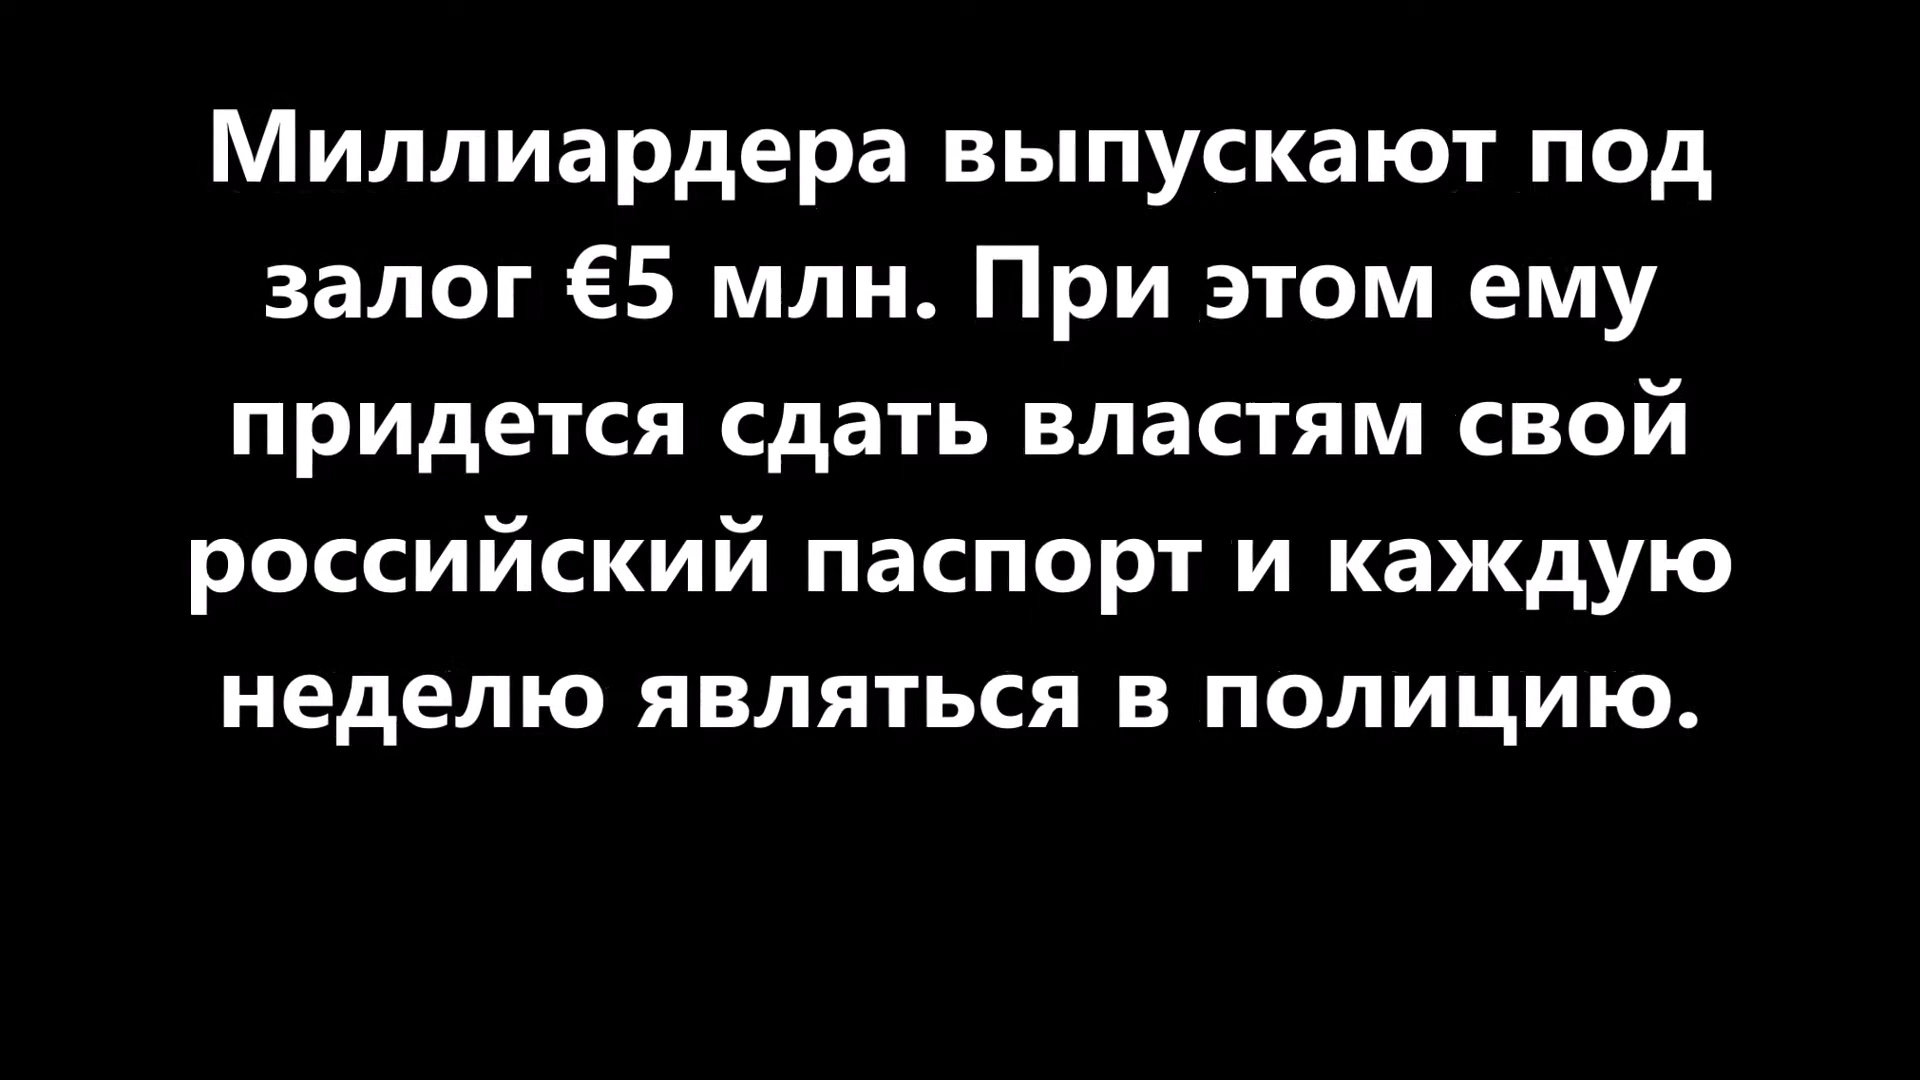 Миллиардера выпускают под
залог €5 млн. При этом ему
придется сдать властям свой
российский паспорт и каждую
неделю являться в полицию.